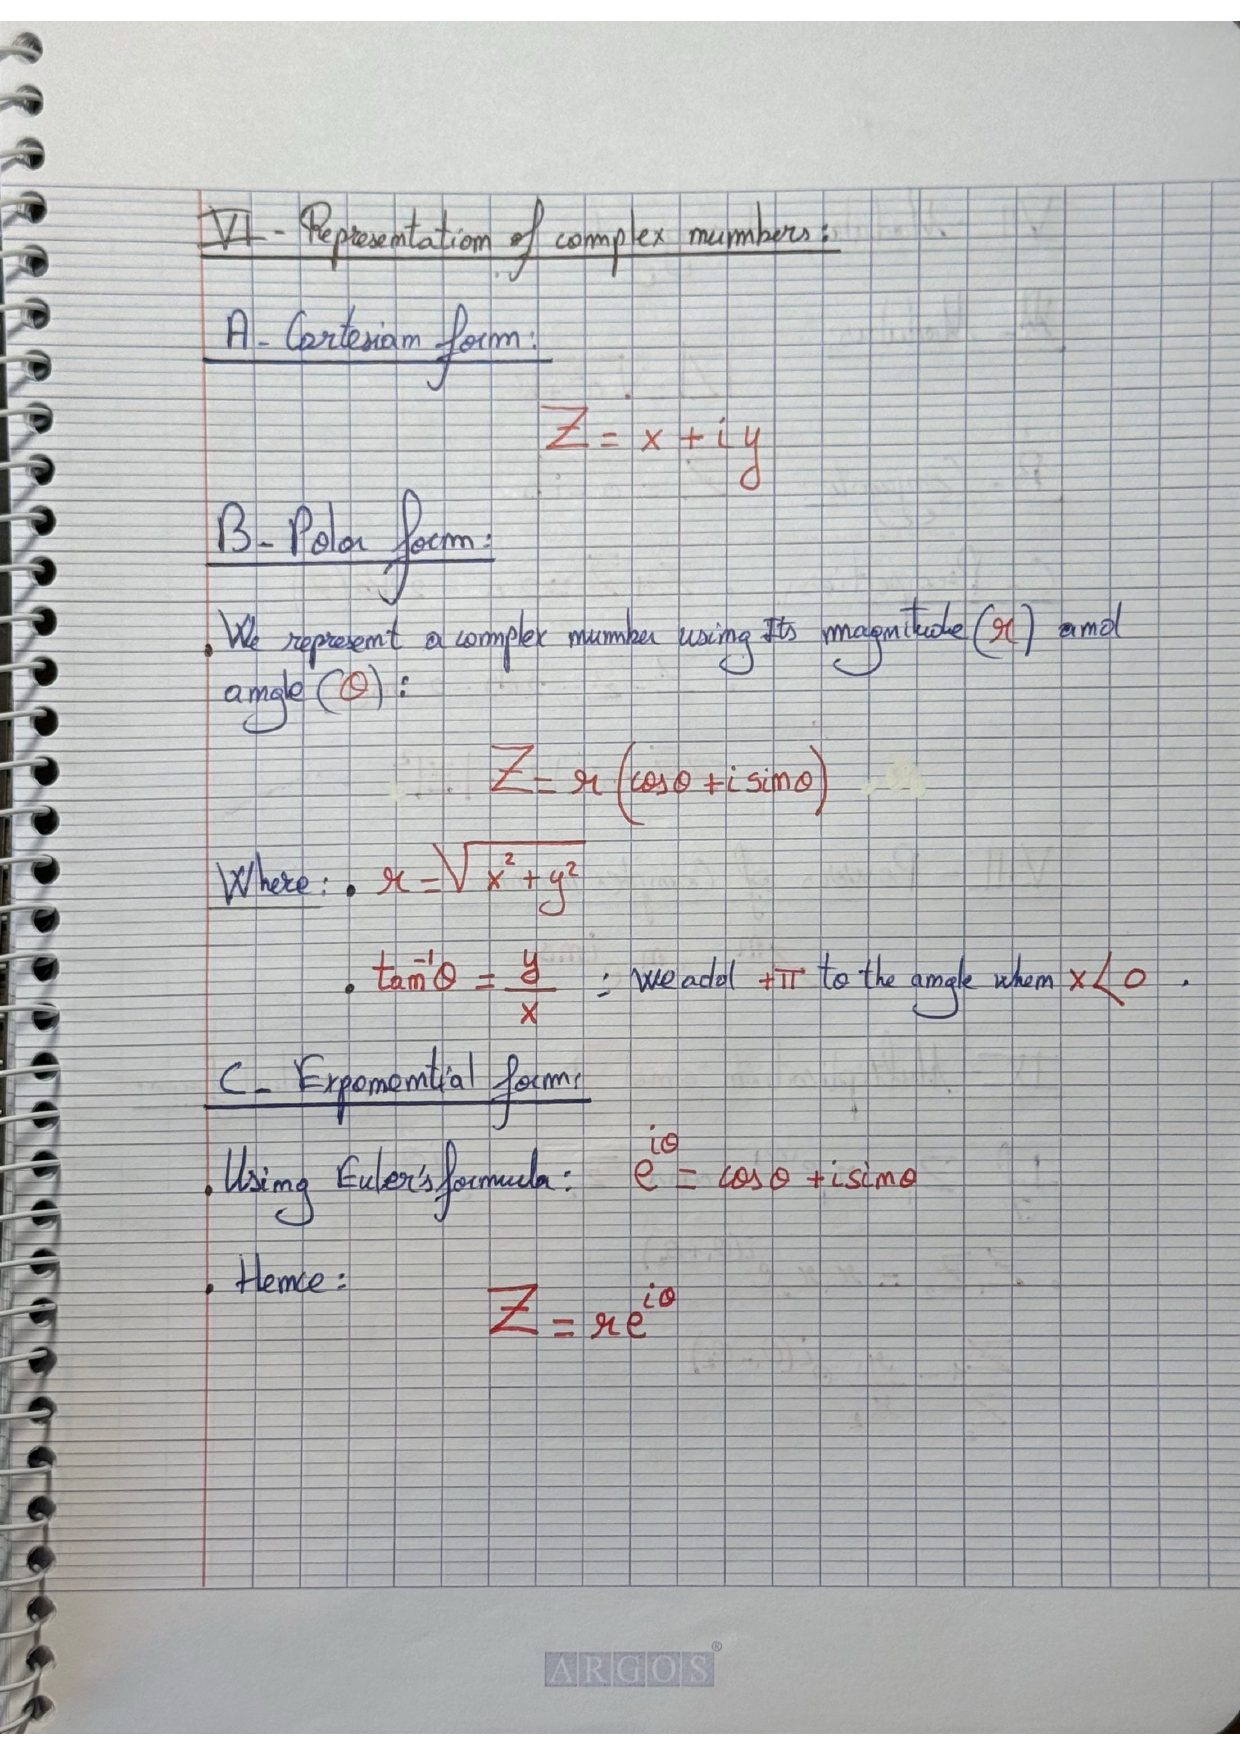 VI - Representation of complex numbers:
A - Cartesian form:
Z = x + i y
B - Polar form:
. We represent a complex number using Its magnitude (r) and
angle (θ) :
Z = r (cosθ + i sinθ)
Where: . r = √(x² + y²)
. tan⁻¹θ = y/x : we add +π to the angle when x < 0 .
C - Exponential form:
. Using Euler's formula: e^{iθ} = cosθ + i sinθ
. Hence:
Z = re^{iθ}
ARGOS®